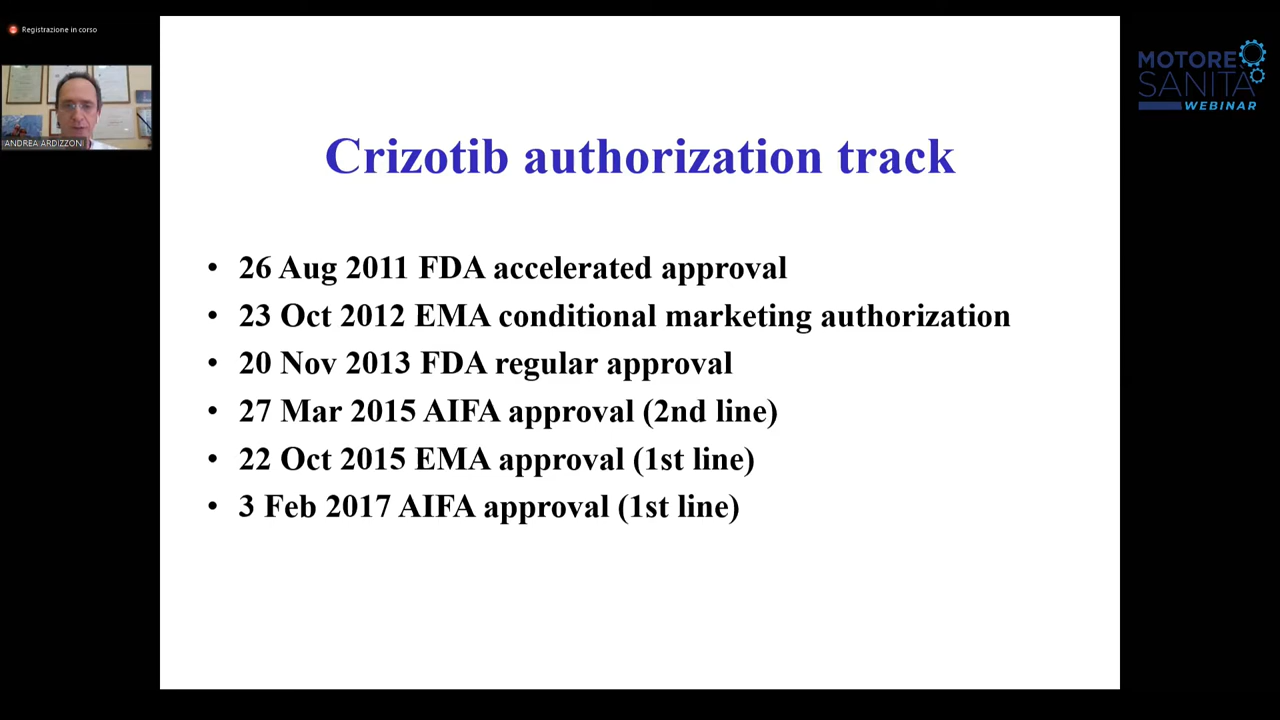 Registrazione in corso
ANDREA ARDIZZONI
MOTORE
SANITÀ
WEBINAR
Crizotib authorization track
• 26 Aug 2011 FDA accelerated approval
• 23 Oct 2012 EMA conditional marketing authorization
• 20 Nov 2013 FDA regular approval
• 27 Mar 2015 AIFA approval (2nd line)
• 22 Oct 2015 EMA approval (1st line)
• 3 Feb 2017 AIFA approval (1st line)